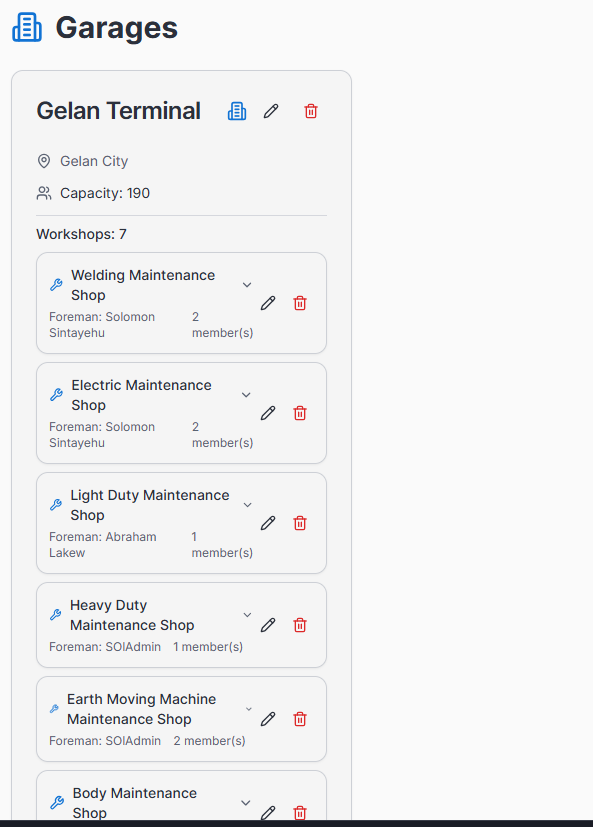 Garages
Gelan Terminal
Gelan City
Capacity: 190
Workshops: 7
Welding Maintenance
Shop
Foreman: Solomon
Sintayehu
2
member(s)
Electric Maintenance
Shop
Foreman: Solomon
Sintayehu
2
member(s)
Light Duty Maintenance
Shop
Foreman: Abraham
Lakew
1
member(s)
Heavy Duty
Maintenance Shop
Foreman: SOIAdmin 1 member(s)
Earth Moving Machine
Maintenance Shop
Foreman: SOIAdmin 2 member(s)
Body Maintenance
Shop